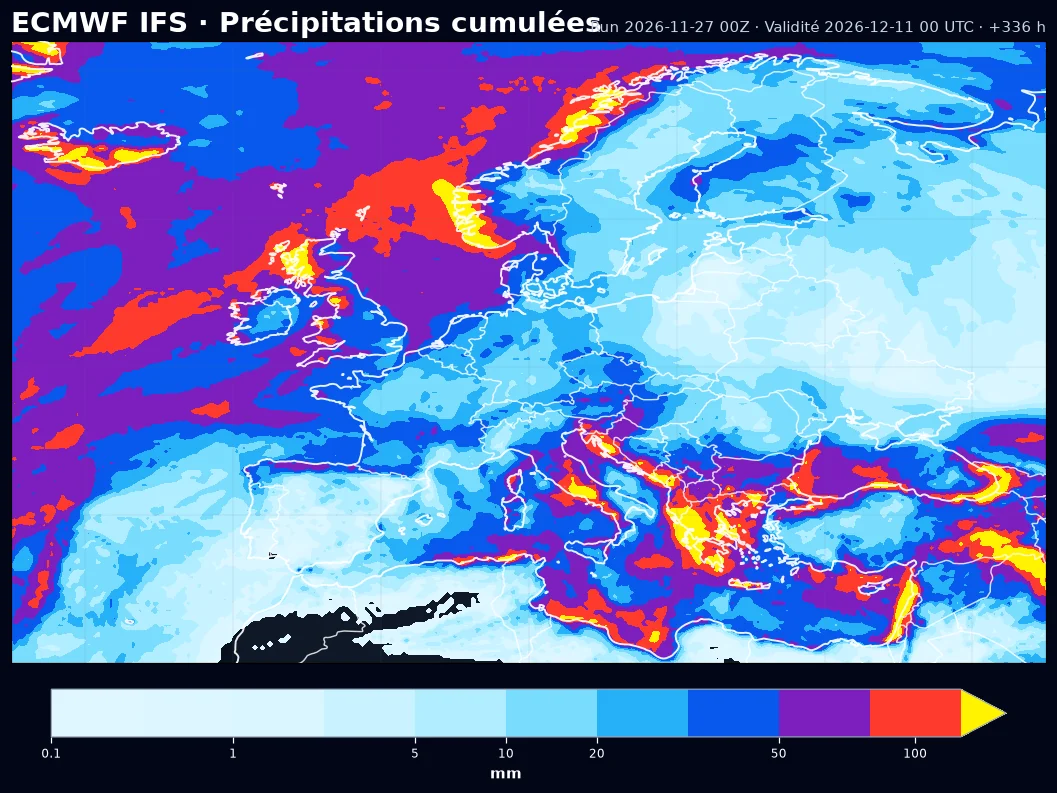 ECMWF IFS · Précipitations cumulées
Run 2026-11-27 00Z · Validité 2026-12-11 00 UTC · +336 h
0.1 1 5 10 20 50 100
mm